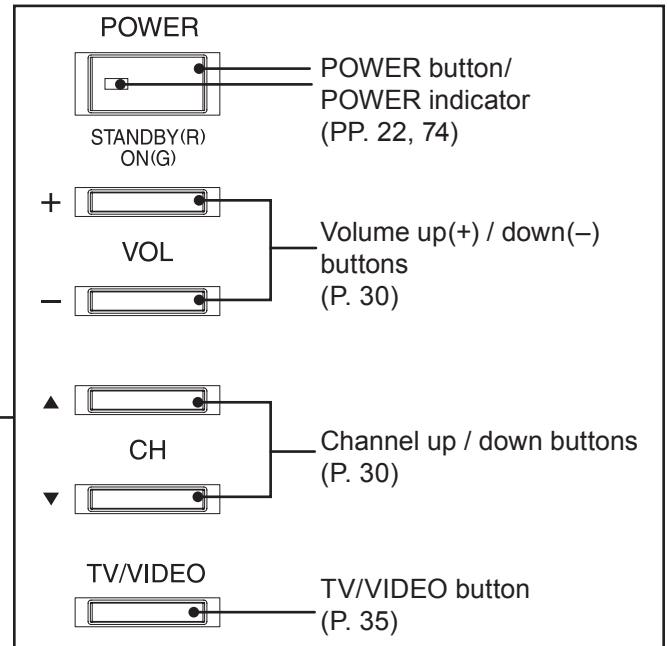 POWER
POWER button/
POWER indicator
(PP. 22, 74)
STANDBY(R)
ON(G)
+
VOL
–
Volume up(+) / down(–)
buttons
(P. 30)
▲
CH
▼
Channel up / down buttons
(P. 30)
TV/VIDEO
TV/VIDEO button
(P. 35)